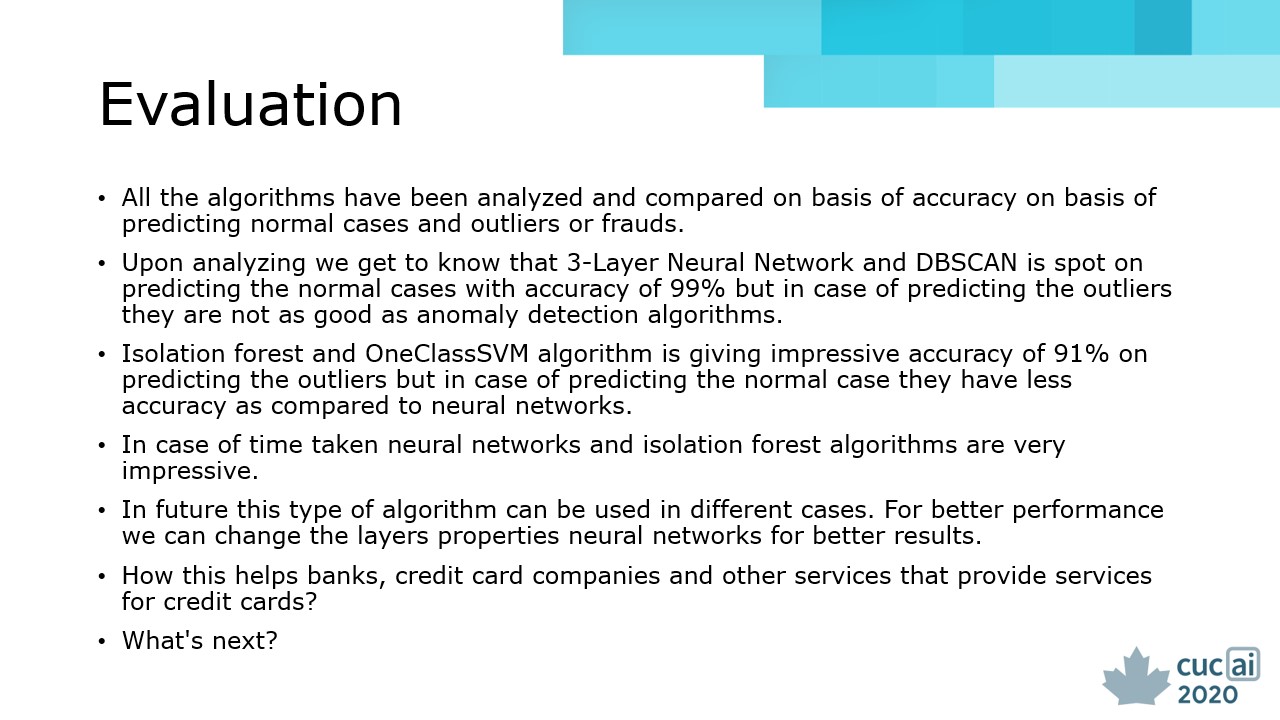 Evaluation
• All the algorithms have been analyzed and compared on basis of accuracy on basis of
predicting normal cases and outliers or frauds.
• Upon analyzing we get to know that 3-Layer Neural Network and DBSCAN is spot on
predicting the normal cases with accuracy of 99% but in case of predicting the outliers
they are not as good as anomaly detection algorithms.
• Isolation forest and OneClassSVM algorithm is giving impressive accuracy of 91% on
predicting the outliers but in case of predicting the normal case they have less
accuracy as compared to neural networks.
• In case of time taken neural networks and isolation forest algorithms are very
impressive.
• In future this type of algorithm can be used in different cases. For better performance
we can change the layers properties neural networks for better results.
• How this helps banks, credit card companies and other services that provide services
for credit cards?
• What's next?
cuc ai
2020